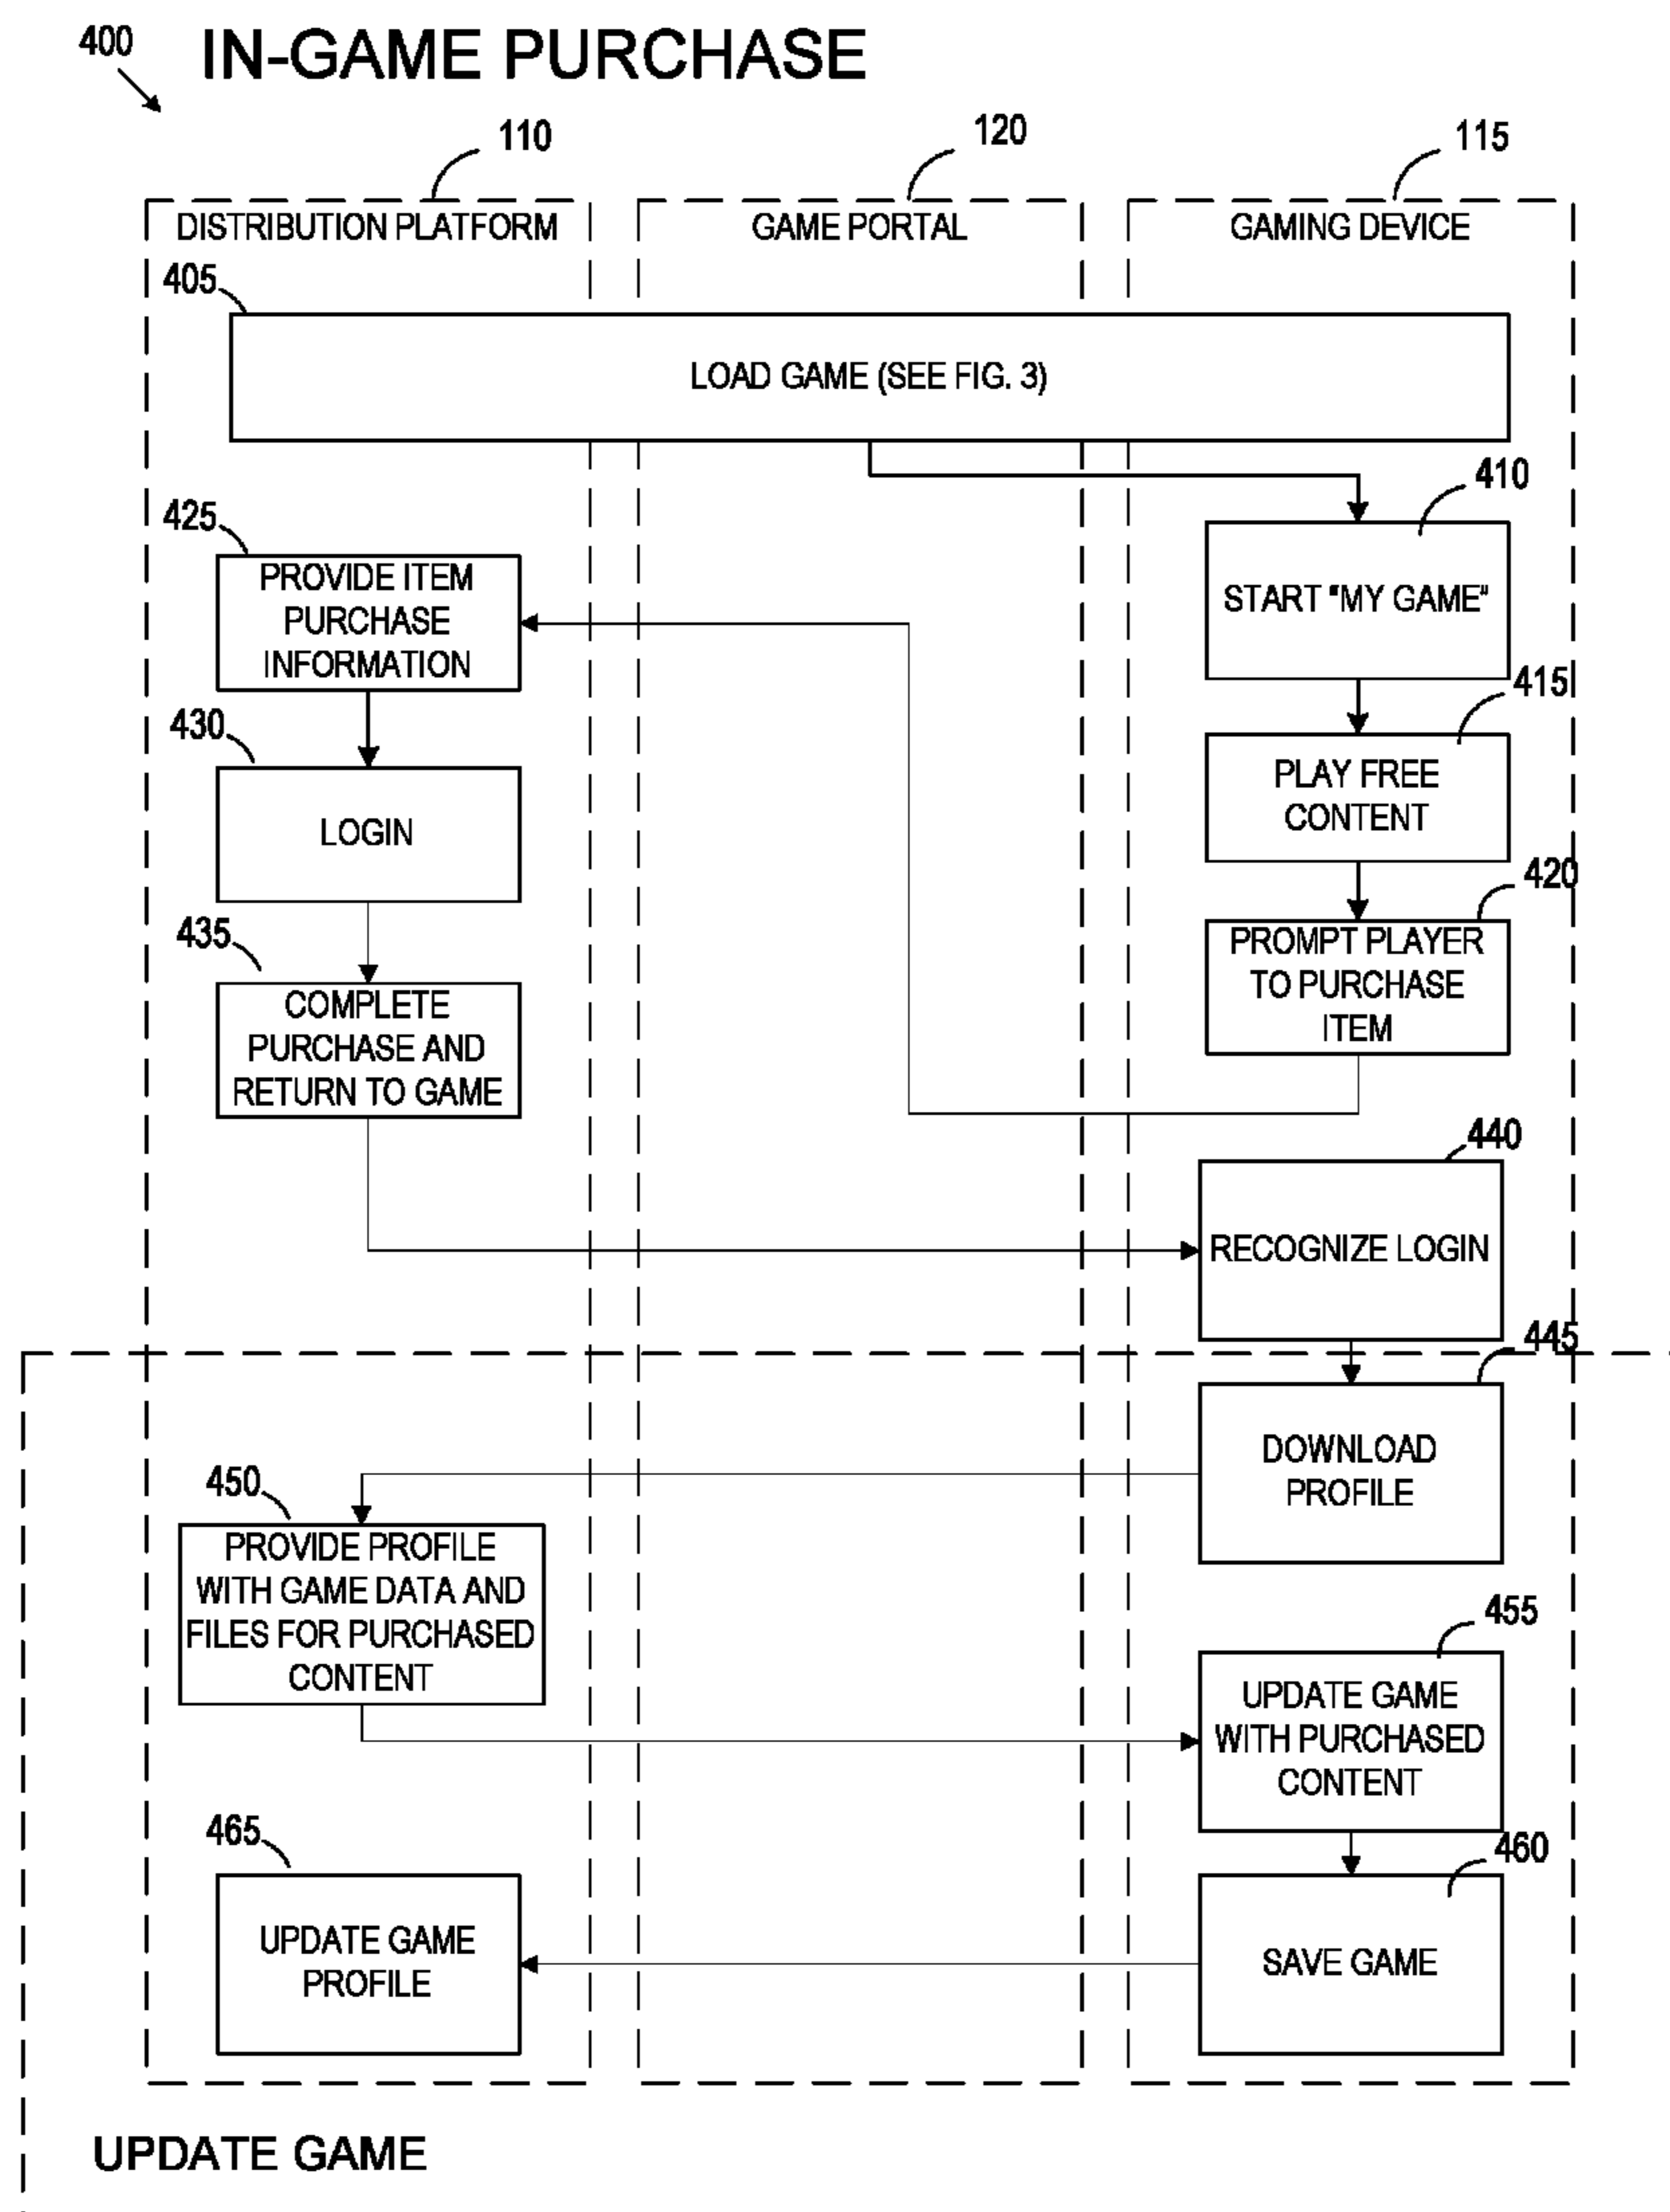 400
IN-GAME PURCHASE
110
120
115
DISTRIBUTION PLATFORM
GAME PORTAL
GAMING DEVICE
405
LOAD GAME (SEE FIG. 3)
410
START "MY GAME"
415
PLAY FREE
CONTENT
420
PROMPT PLAYER
TO PURCHASE
ITEM
425
PROVIDE ITEM
PURCHASE
INFORMATION
430
LOGIN
435
COMPLETE
PURCHASE AND
RETURN TO GAME
440
RECOGNIZE LOGIN
445
DOWNLOAD
PROFILE
450
PROVIDE PROFILE
WITH GAME DATA AND
FILES FOR PURCHASED
CONTENT
455
UPDATE GAME
WITH PURCHASED
CONTENT
460
SAVE GAME
465
UPDATE GAME
PROFILE
UPDATE GAME